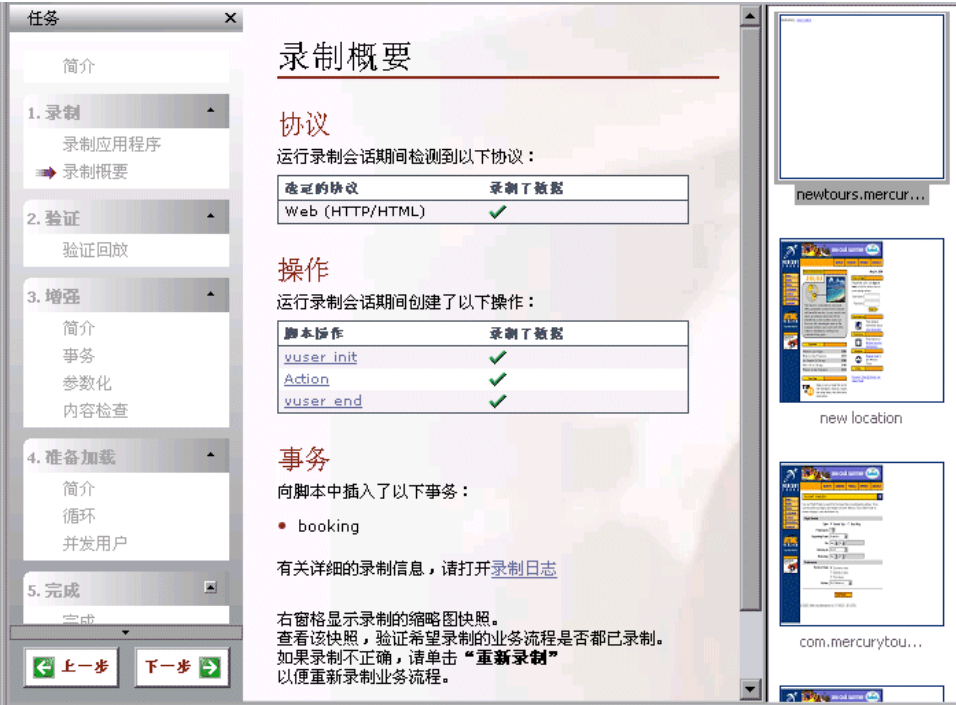 任务
简介
1. 录制
录制应用程序
录制概要
2. 验证
验证回放
3. 增强
简介
事务
参数化
内容检查
4. 准备加载
简介
循环
并发用户
5. 完成
完成
上一步
下一步
录制概要
协议
运行录制会话期间检测到以下协议：
选定的协议 录制了数据
Web (HTTP/HTML)
操作
运行录制会话期间创建了以下操作：
脚本操作 录制了数据
vuser_init
Action
vuser_end
事务
向脚本中插入了以下事务：
booking
有关详细的录制信息，请打开录制日志
右窗格显示录制的缩略图快照。
查看该快照，验证希望录制的业务流程是否都已录制。
如果录制不正确，请单击“重新录制”
以便重新录制业务流程。
newtours.mercur...
new location
com.mercurytou...